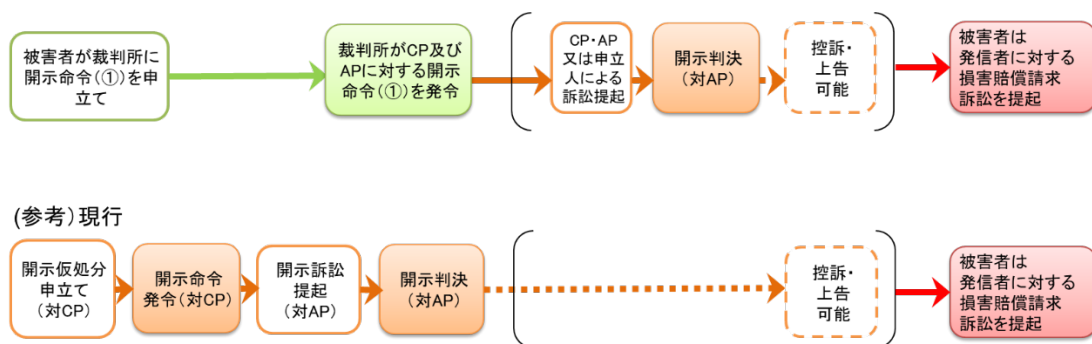 被害者が裁判所に
開示命令(①)を申
立て
裁判所がCP及び
APに対する開示
命令(①)を発令
CP・AP
又は申立
人による
訴訟提起
開示判決
(対AP)
控訴・
上告
可能
被害者は
発信者に対する
損害賠償請求
訴訟を提起
(参考)現行
開示仮処分
申立て
(対CP)
開示命令
発令(対CP)
開示訴訟
提起
(対AP)
開示判決
(対AP)
控訴・
上告
可能
被害者は
発信者に対する
損害賠償請求
訴訟を提起